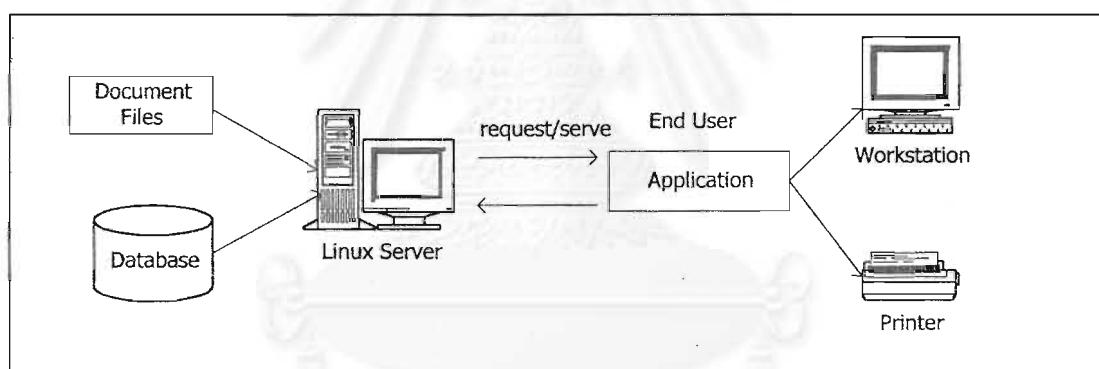 Document
Files
Database
Linux Server
request/serve
End User
Application
Workstation
Printer